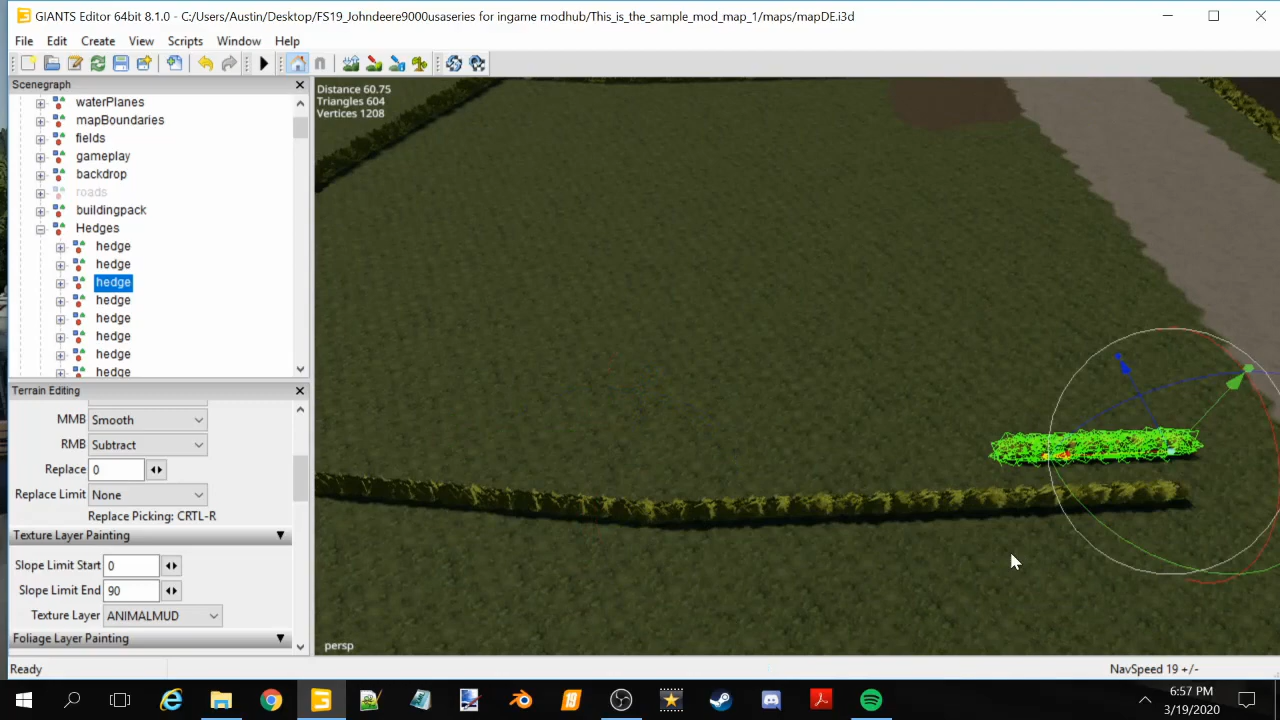 GIANTS Editor 64bit 8.1.0 - C:/Users/Austin/Desktop/FS19_Johndeere9000usaseries for ingame modhub/This_is_the_sample_mod_map_1/maps/mapDE.i3d
File Edit Create View Scripts Window Help
Scenegraph
waterPlanes
mapBoundaries
fields
gameplay
backdrop
roads
buildingpack
Hedges
hedge
hedge
hedge
hedge
hedge
hedge
hedge
hedge
Terrain Editing
MMB Smooth
RMB Subtract
Replace 0
Replace Limit None
Replace Picking: CRTL-R
Texture Layer Painting
Slope Limit Start 0
Slope Limit End 90
Texture Layer ANIMALMUD
Foliage Layer Painting
Distance 60.75
Triangles 604
Vertices 1208
persp
Ready
NavSpeed 19 +/-
19
6:57 PM
3/19/2020